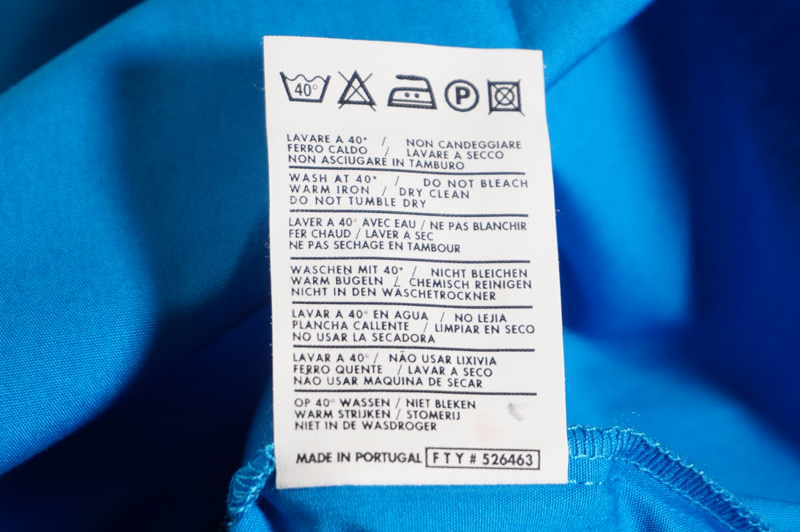 40°
P
LAVARE A 40° / NON CANDEGGIARE
FERRO CALDO / LAVARE A SECCO
NON ASCIUGARE IN TAMBURO
WASH AT 40° / DO NOT BLEACH
WARM IRON / DRY CLEAN
DO NOT TUMBLE DRY
LAVER A 40° AVEC EAU / NE PAS BLANCHIR
FER CHAUD / LAVER A SEC
NE PAS SECHAGE EN TAMBOUR
WASCHEN MIT 40° / NICHT BLEICHEN
WARM BUGELN / CHEMISCH REINIGEN
NICHT IN DEN WÄSCHETROCKNER
LAVAR A 40° EN AGUA / NO LEJIA
PLANCHA CALLENTE / LIMPIAR EN SECO
NO USAR LA SECADORA
LAVAR A 40° / NÃO USAR LIXIVIA
FERRO QUENTE / LAVAR A SECO
NAO USAR MAQUINA DE SECAR
OP 40° WASSEN / NIET BLEKEN
WARM STRIJKEN / STOMERIJ
NIET IN DE WASDROGER
MADE IN PORTUGAL FTY # 526463